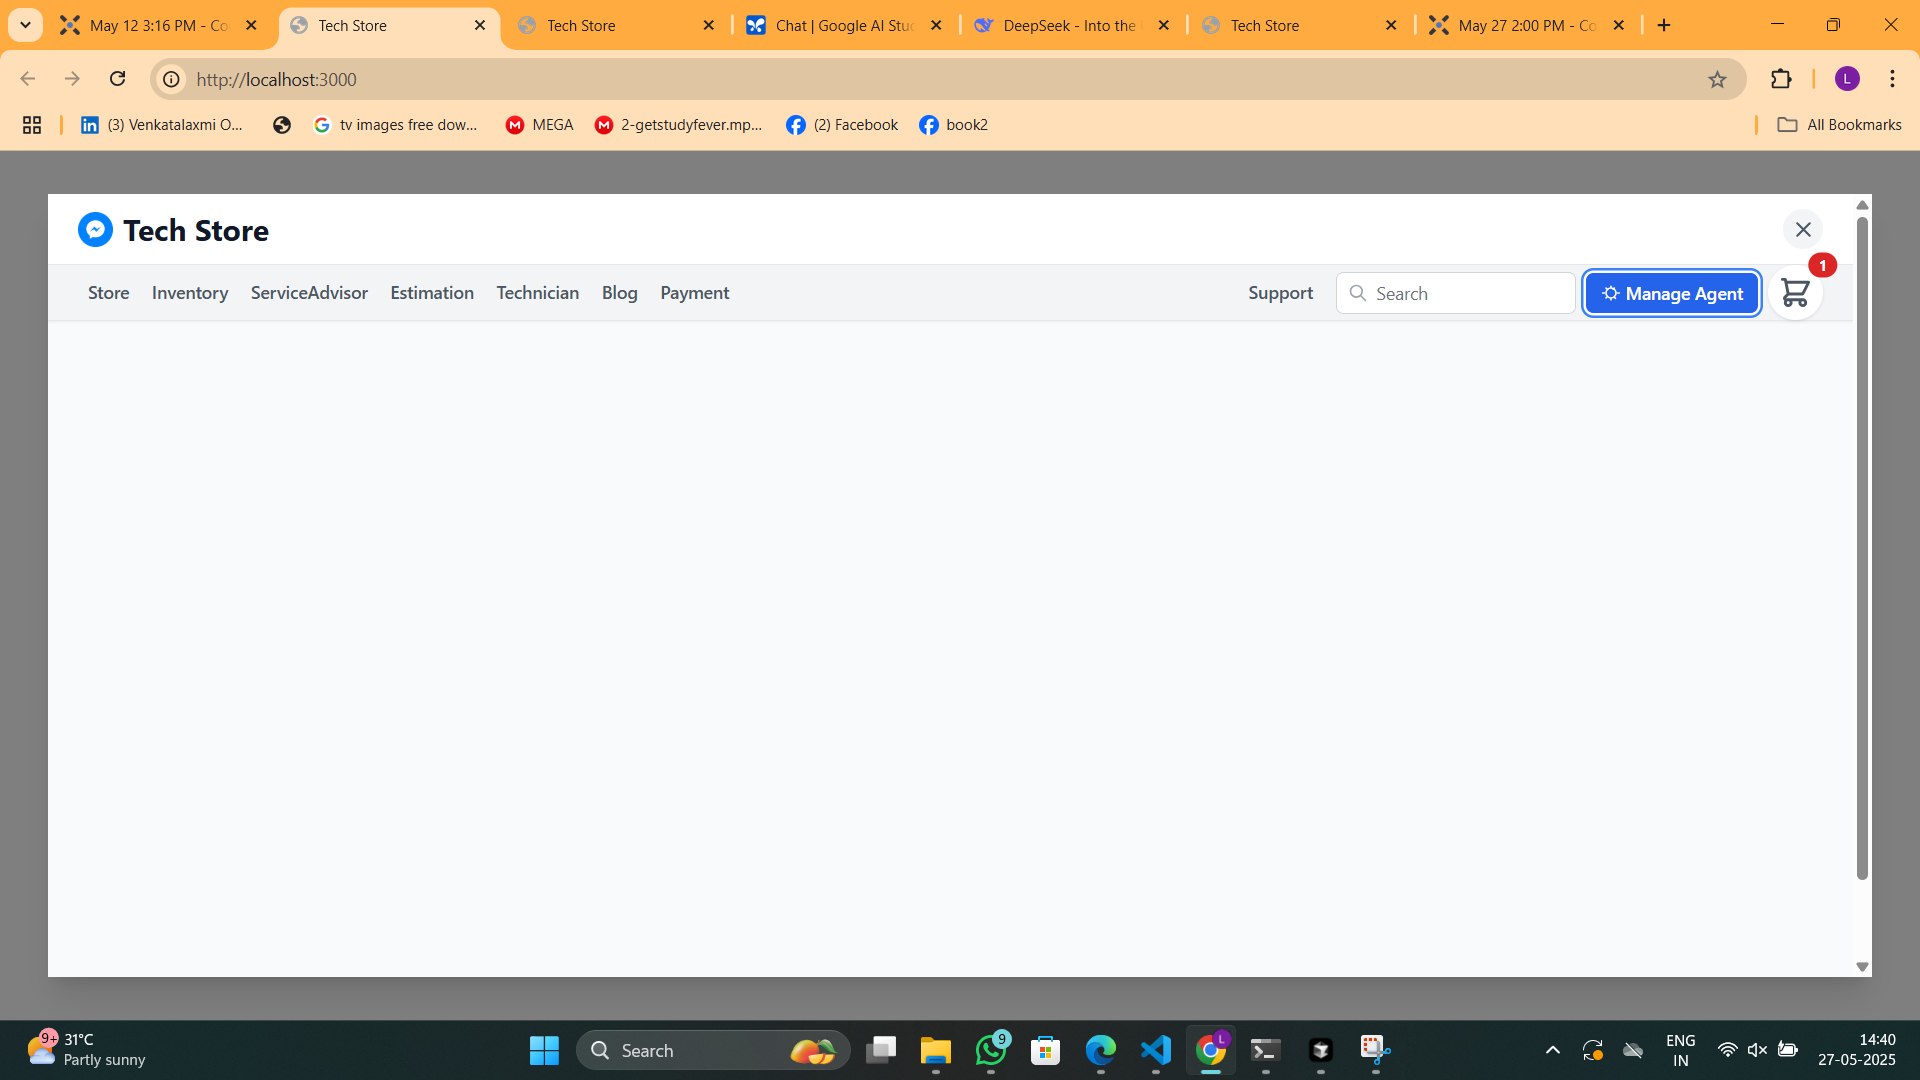 May 12 3:16 PM - Co
Tech Store
Tech Store
Chat | Google AI Stud
DeepSeek - Into the
Tech Store
May 27 2:00 PM - Co
http://localhost:3000
L
(3) Venkatalaxmi O...
tv images free dow...
MEGA
2-getstudyfever.mp...
(2) Facebook
book2
All Bookmarks
Tech Store
1
Store
Inventory
ServiceAdvisor
Estimation
Technician
Blog
Payment
Support
Search
Manage Agent
9+
31°C
Partly sunny
Search
9
L
ENG
IN
14:40
27-05-2025